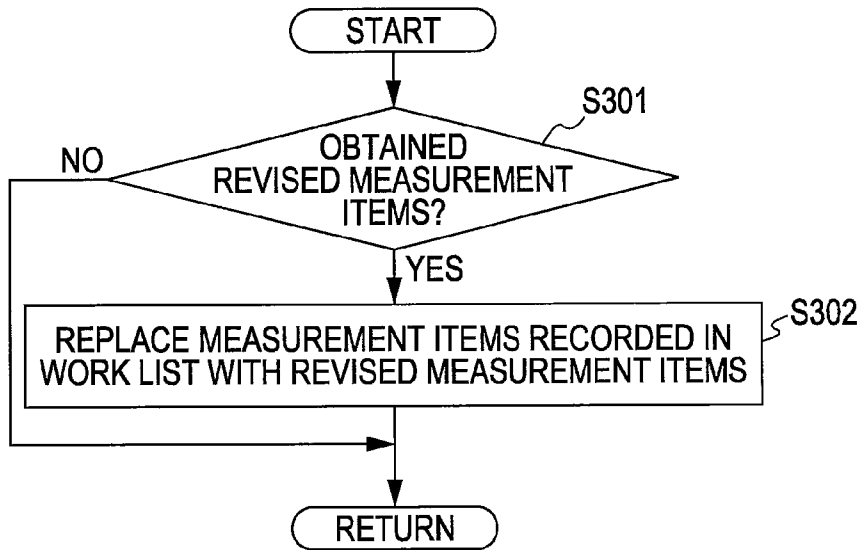 START
S301
NO
OBTAINED
REVISED MEASUREMENT
ITEMS?
YES
S302
REPLACE MEASUREMENT ITEMS RECORDED IN
WORK LIST WITH REVISED MEASUREMENT ITEMS
RETURN